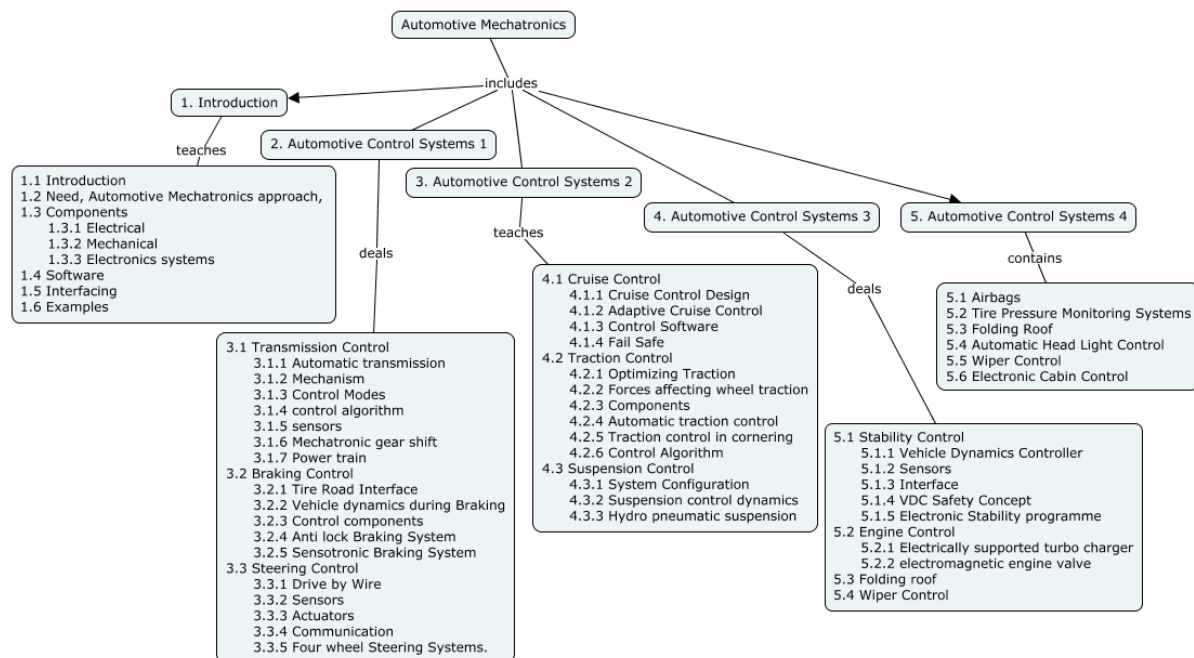 Automotive Mechatronics
includes
1. Introduction
teaches
1.1 Introduction
1.2 Need, Automotive Mechatronics approach,
1.3 Components
1.3.1 Electrical
1.3.2 Mechanical
1.3.3 Electronics systems
1.4 Software
1.5 Interfacing
1.6 Examples
2. Automotive Control Systems 1
deals
3.1 Transmission Control
3.1.1 Automatic transmission
3.1.2 Mechanism
3.1.3 Control Modes
3.1.4 control algorithm
3.1.5 sensors
3.1.6 Mechatronic gear shift
3.1.7 Power train
3.2 Braking Control
3.2.1 Tire Road Interface
3.2.2 Vehicle dynamics during Braking
3.2.3 Control components
3.2.4 Anti lock Braking System
3.2.5 Sensotronic Braking System
3.3 Steering Control
3.3.1 Drive by Wire
3.3.2 Sensors
3.3.3 Actuators
3.3.4 Communication
3.3.5 Four wheel Steering Systems.
3. Automotive Control Systems 2
teaches
4.1 Cruise Control
4.1.1 Cruise Control Design
4.1.2 Adaptive Cruise Control
4.1.3 Control Software
4.1.4 Fail Safe
4.2 Traction Control
4.2.1 Optimizing Traction
4.2.2 Forces affecting wheel traction
4.2.3 Components
4.2.4 Automatic traction control
4.2.5 Traction control in cornering
4.2.6 Control Algorithm
4.3 Suspension Control
4.3.1 System Configuration
4.3.2 Suspension control dynamics
4.3.3 Hydro pneumatic suspension
4. Automotive Control Systems 3
deals
5.1 Stability Control
5.1.1 Vehicle Dynamics Controller
5.1.2 Sensors
5.1.3 Interface
5.1.4 VDC Safety Concept
5.1.5 Electronic Stability programme
5.2 Engine Control
5.2.1 Electrically supported turbo charger
5.2.2 electromagnetic engine valve
5.3 Folding roof
5.4 Wiper Control
5. Automotive Control Systems 4
contains
5.1 Airbags
5.2 Tire Pressure Monitoring Systems
5.3 Folding Roof
5.4 Automatic Head Light Control
5.5 Wiper Control
5.6 Electronic Cabin Control